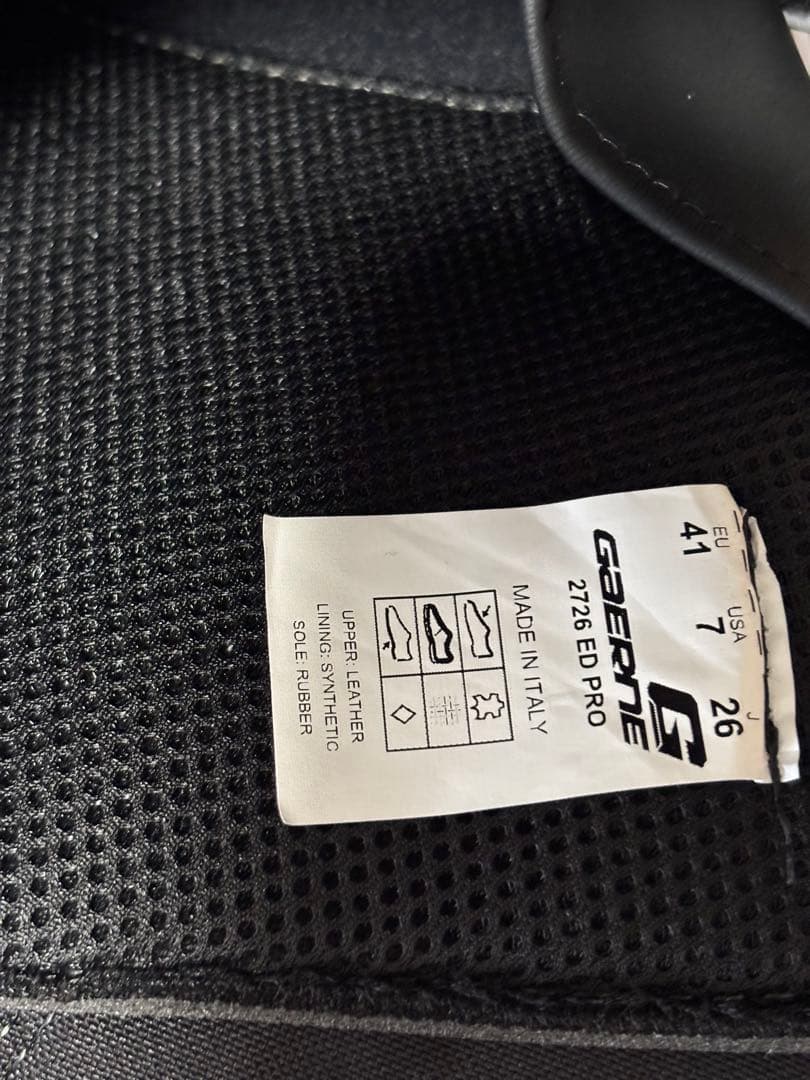 EU USA J
41 7 26
G
GAERNE
2726 ED PRO
MADE IN ITALY
UPPER: LEATHER
LINING: SYNTHETIC
SOLE: RUBBER